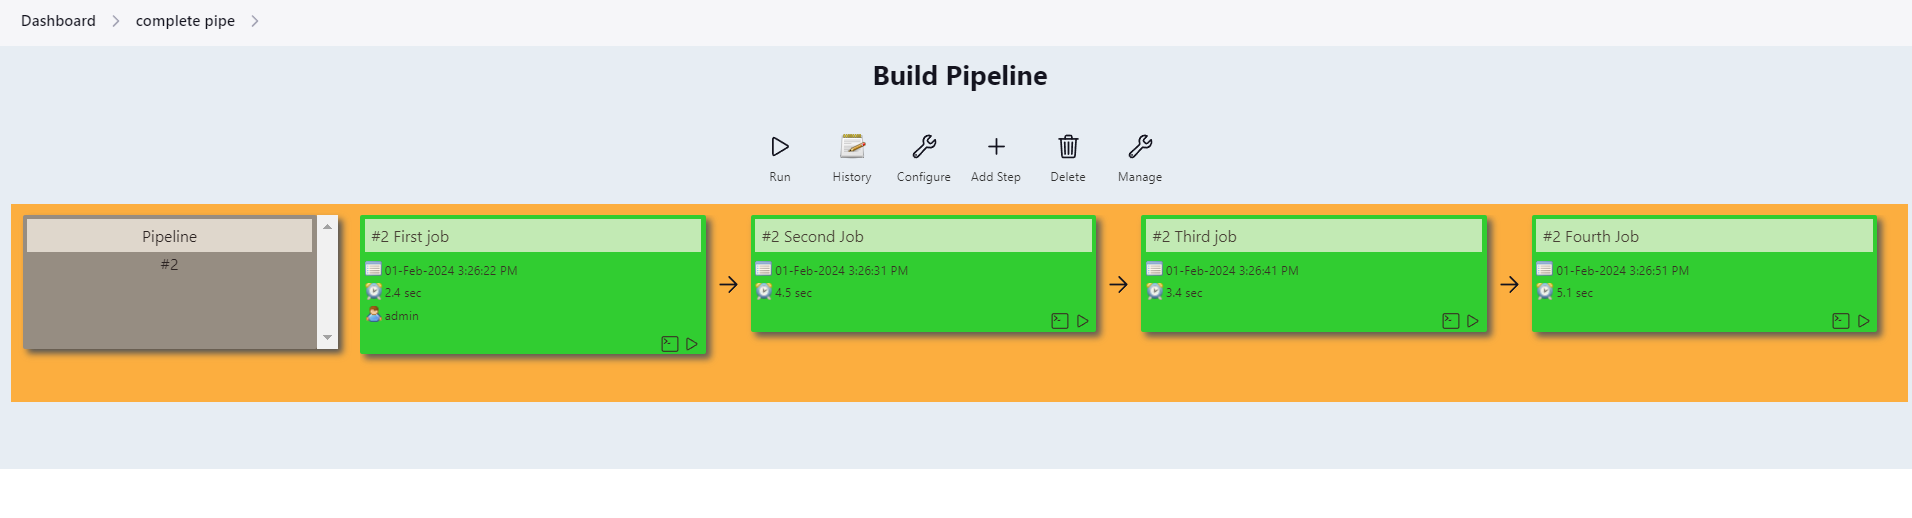 Dashboard
complete pipe
Build Pipeline
Run
History
Configure
Add Step
Delete
Manage
Pipeline
#2
#2 First job
01-Feb-2024 3:26:22 PM
2.4 sec
admin
#2 Second Job
01-Feb-2024 3:26:31 PM
4.5 sec
#2 Third job
01-Feb-2024 3:26:41 PM
3.4 sec
#2 Fourth Job
01-Feb-2024 3:26:51 PM
5.1 sec